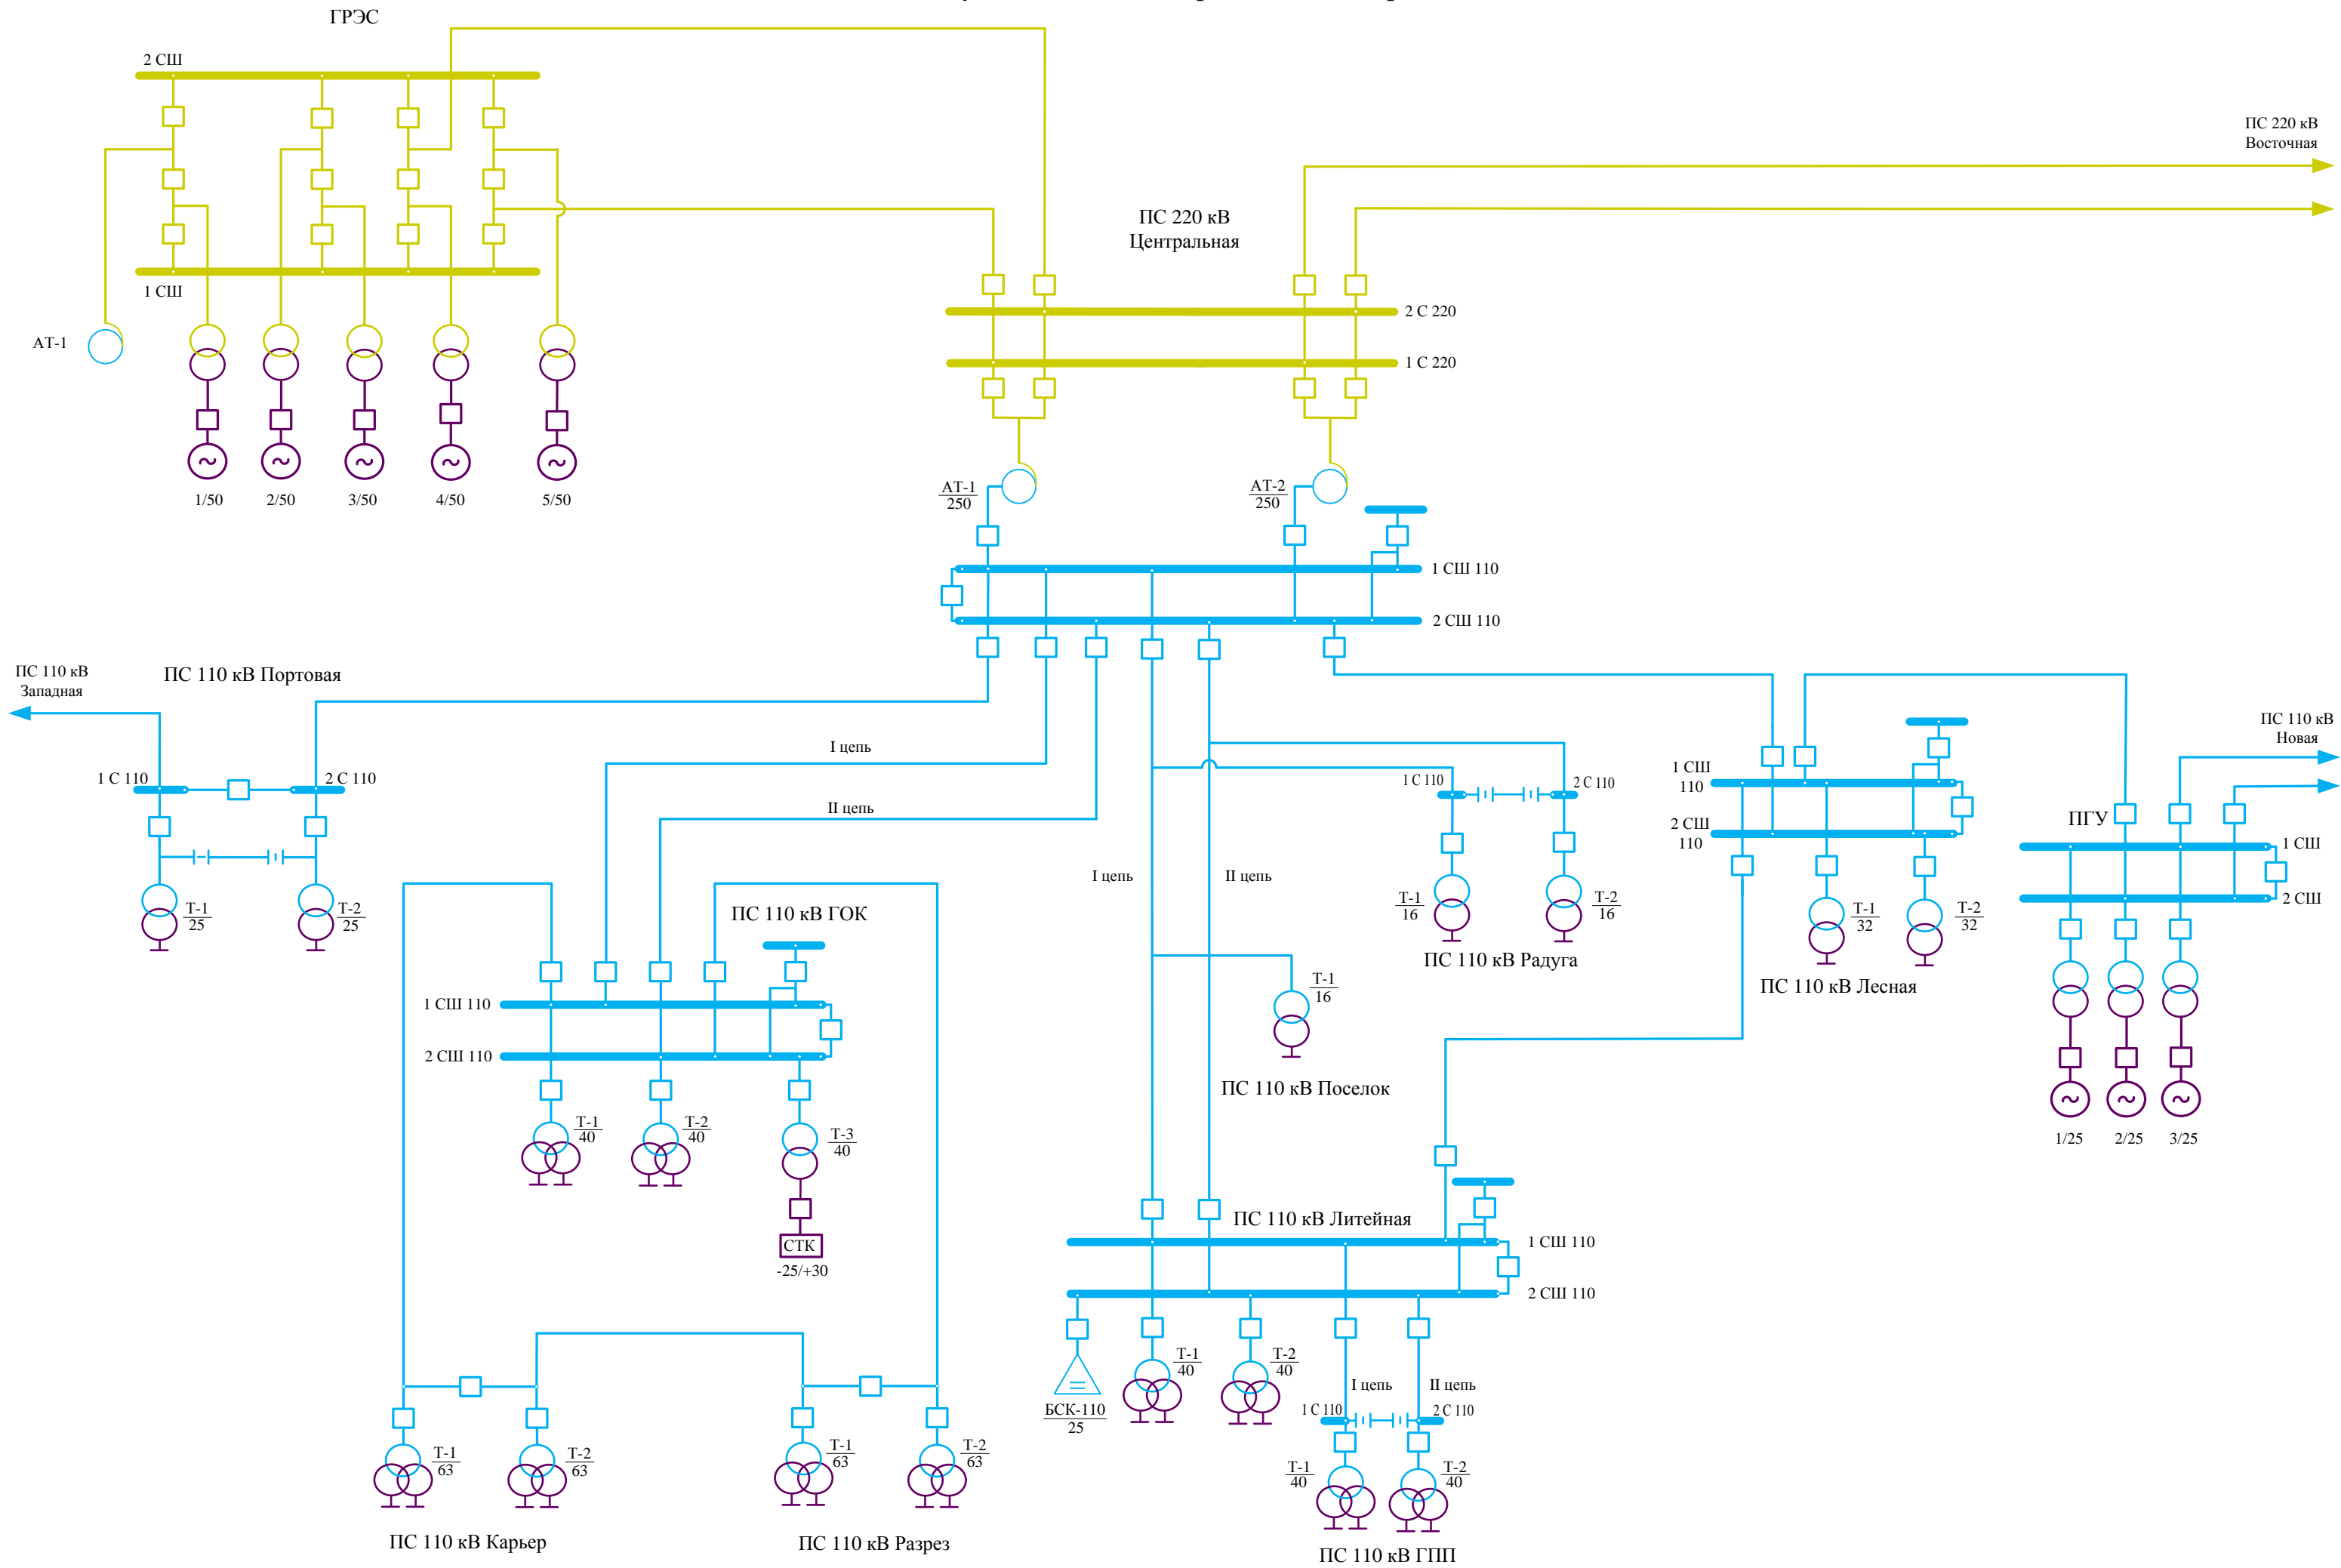 ГРЭС
2 СШ
1 СШ
АТ-1
1/50
2/50
3/50
4/50
5/50
ПС 220 кВ
Восточная
ПС 220 кВ
Центральная
2 С 220
1 С 220
АТ-1
250
АТ-2
250
1 СШ 110
2 СШ 110
ПС 110 кВ
Западная
ПС 110 кВ Портовая
1 С 110
2 С 110
Т-1
25
Т-2
25
I цепь
II цепь
ПС 110 кВ ГОК
1 СШ 110
2 СШ 110
Т-1
40
Т-2
40
Т-3
40
СТК
-25/+30
I цепь
II цепь
1 С 110
2 С 110
Т-1
16
Т-2
16
ПС 110 кВ Радуга
Т-1
16
ПС 110 кВ Поселок
1 СШ
110
2 СШ
110
Т-1
32
Т-2
32
ПС 110 кВ Лесная
ПС 110 кВ
Новая
ПГУ
1 СШ
2 СШ
1/25
2/25
3/25
ПС 110 кВ Литейная
1 СШ 110
2 СШ 110
БСК-110
25
Т-1
40
Т-2
40
I цепь
II цепь
1 С 110
2 С 110
Т-1
40
Т-2
40
ПС 110 кВ ГПП
Т-1
63
Т-2
63
ПС 110 кВ Карьер
Т-1
63
Т-2
63
ПС 110 кВ Разрез